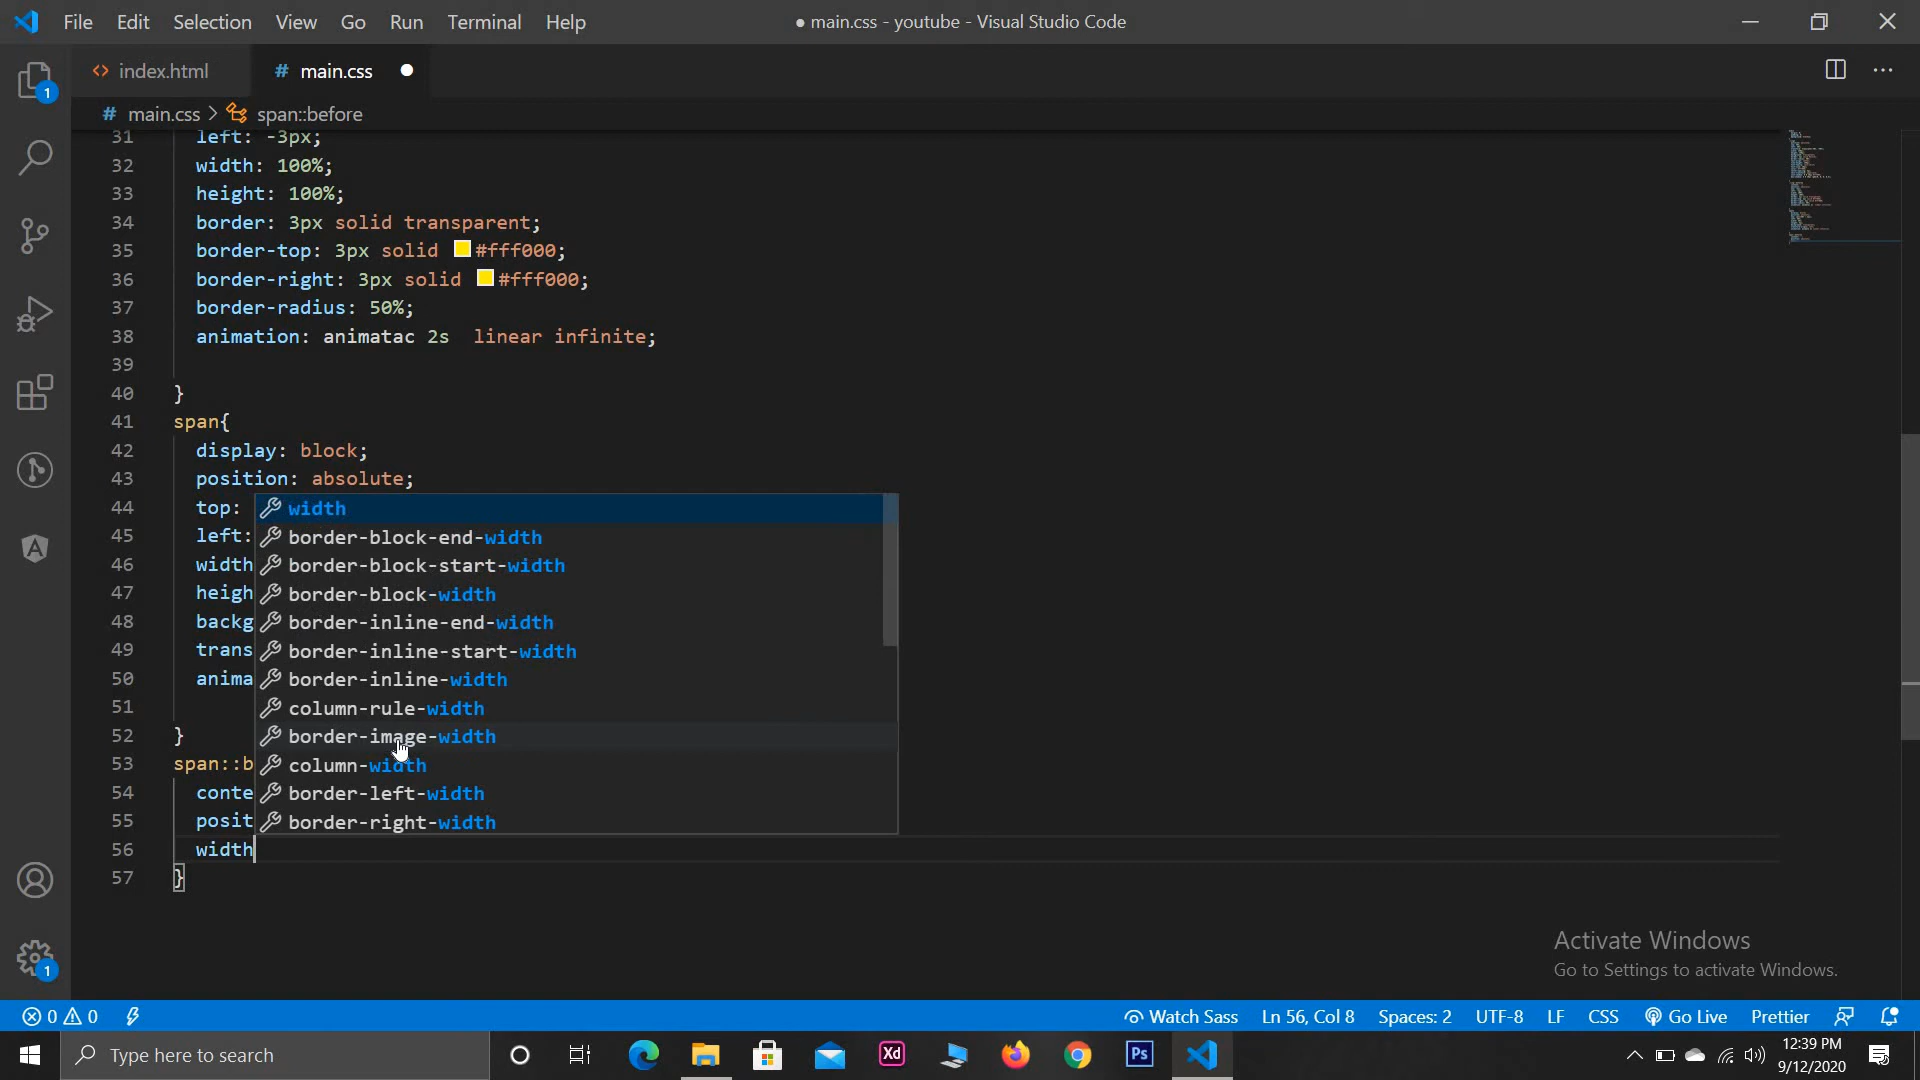 File Edit Selection View Go Run Terminal Help ● main.css - youtube - Visual Studio Code
1
<> index.html # main.css ●
# main.css > span::before
31 left: -3px;
32 width: 100%;
33 height: 100%;
34 border: 3px solid transparent;
35 border-top: 3px solid #fff000;
36 border-right: 3px solid #fff000;
37 border-radius: 50%;
38 animation: animatac 2s  linear infinite;
39
40 }
41 span{
42 display: block;
43 position: absolute;
44 top: width
45 left: border-block-end-width
46 width border-block-start-width
47 heigh border-block-width
48 backg border-inline-end-width
49 trans border-inline-start-width
50 anima border-inline-width
51 column-rule-width
52 } border-image-width
53 span::b column-width
54 conte border-left-width
55 posit border-right-width
56 width
57 }
Activate Windows
Go to Settings to activate Windows.
1
0 0 Watch Sass Ln 56, Col 8 Spaces: 2 UTF-8 LF CSS Go Live Prettier
Type here to search Xd Ps 12:39 PM
9/12/2020